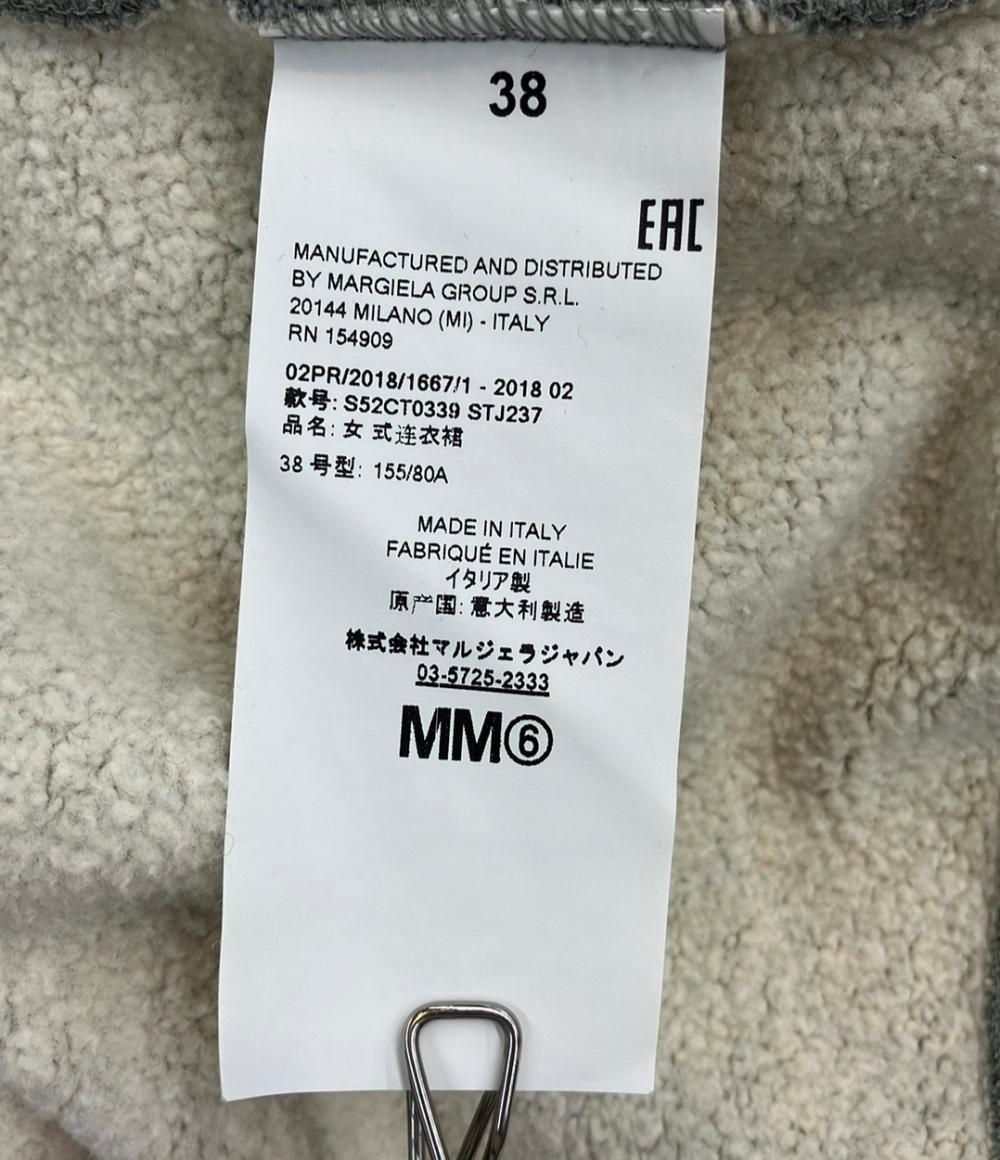 38
EAC
MANUFACTURED AND DISTRIBUTED
BY MARGIELA GROUP S.R.L.
20144 MILANO (MI) - ITALY
RN 154909
02PR/2018/1667/1 - 2018 02
款号: S52CT0339 STJ237
品名: 女 式连衣裙
38 号型: 155/80A
MADE IN ITALY
FABRIQUÉ EN ITALIE
イタリア製
原产国: 意大利製造
株式会社マルジェラジャパン
03-5725-2333
MM⑥